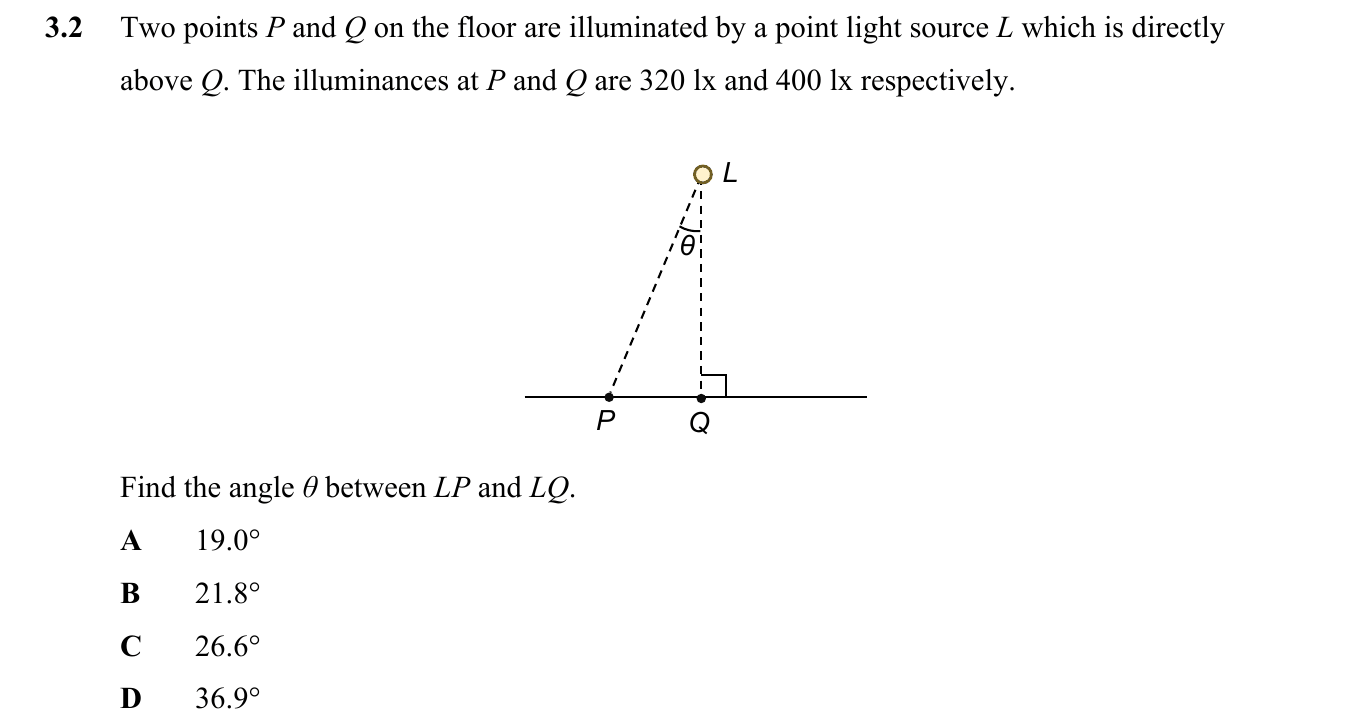 3.2 Two points P and Q on the floor are illuminated by a point light source L which is directly
above Q. The illuminances at P and Q are 320 lx and 400 lx respectively.
L
θ
P Q
Find the angle θ between LP and LQ.
A 19.0°
B 21.8°
C 26.6°
D 36.9°